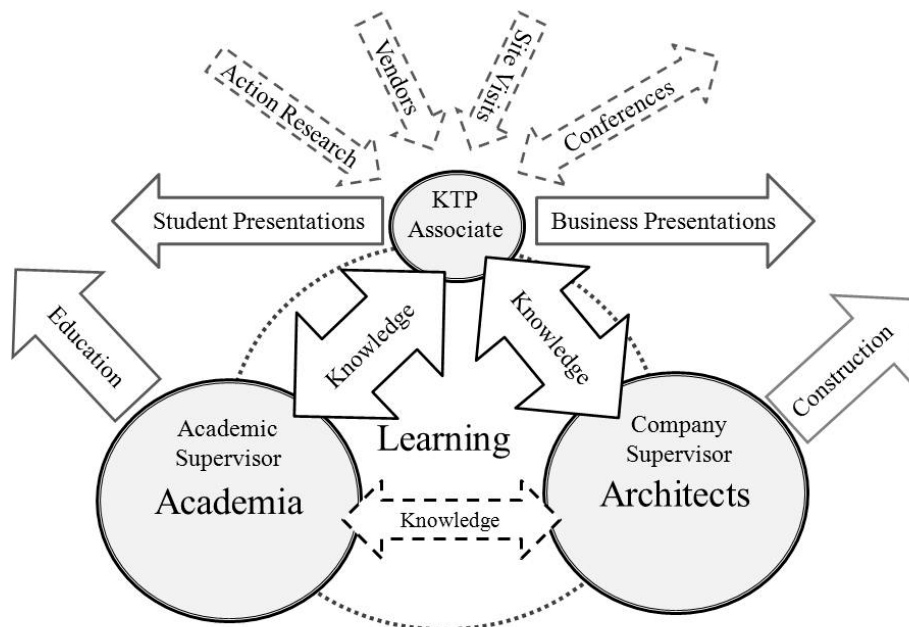 Action Research
Vendors
Site Visits
Conferences
KTP
Associate
Student Presentations
Business Presentations
Education
Knowledge
Knowledge
Construction
Academic
Supervisor
Academia
Learning
Company
Supervisor
Architects
Knowledge